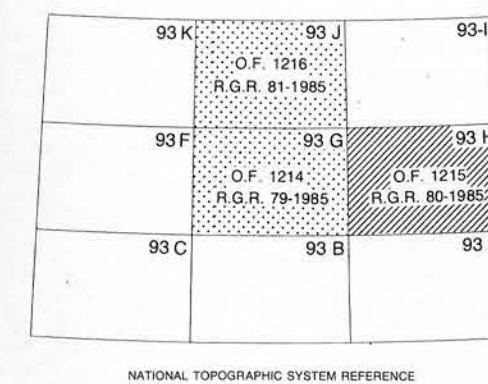 93 K
93 J
93-I
O.F. 1216
R.G.R. 81-1985
93 F
93 G
93 H
O.F. 1214
R.G.R. 79-1985
O.F. 1215
R.G.R. 80-1985
93 C
93 B
93
NATIONAL TOPOGRAPHIC SYSTEM REFERENCE